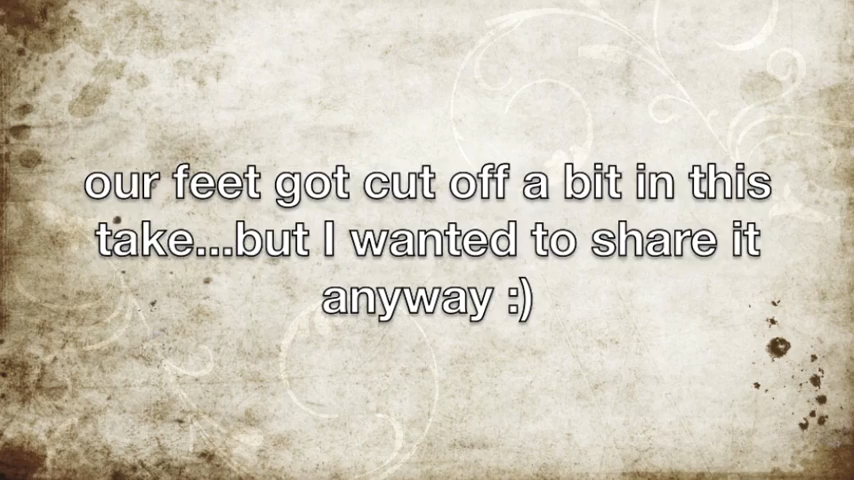 our feet got cut off a bit in this
take...but I wanted to share it
anyway :)